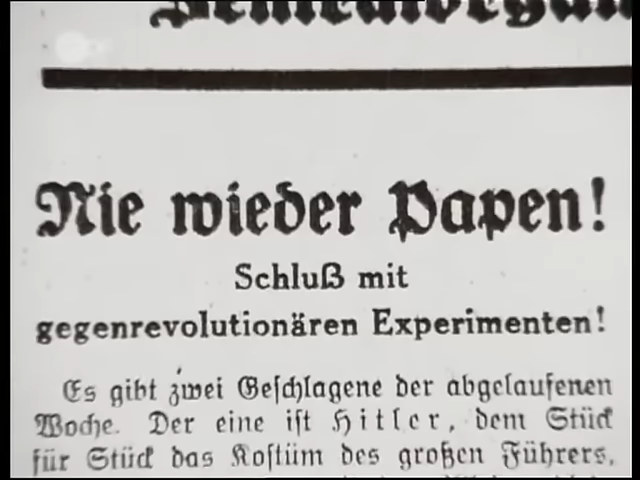 Nie wieder Papen!
Schluß mit
gegenrevolutionären Experimenten!
Es gibt zwei Geschlagene der abgelaufenen
Woche. Der eine ist Hitler, dem Stück
für Stück das Kostüm des großen Führers,